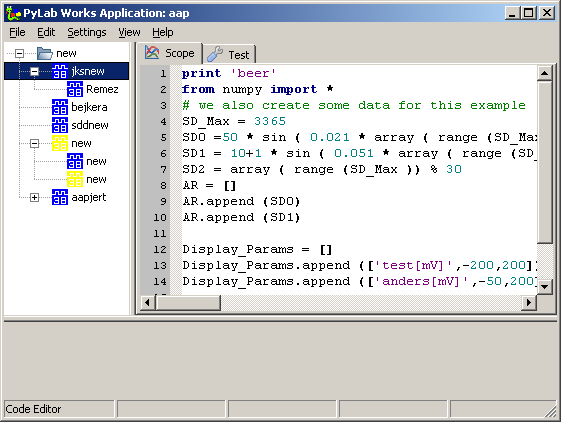 PyLab Works Application: aap
File Edit Settings View Help
new
jksnew
Remez
bejkera
sddnew
new
new
new
aapjert
Scope Test
1 print 'beer'
2 from numpy import *
3 # we also create some data for this example
4 SD_Max = 3365
5 SD0 =50 * sin ( 0.021 * array ( range (SD_Max
6 SD1 = 10+1 * sin ( 0.051 * array ( range (SD_
7 SD2 = array ( range (SD_Max )) % 30
8 AR = []
9 AR.append (SD0)
10 AR.append (SD1)
11
12 Display_Params = []
13 Display_Params.append (['test[mV]',-200,200]
14 Display_Params.append (['anders[mV]',-50,200
Code Editor